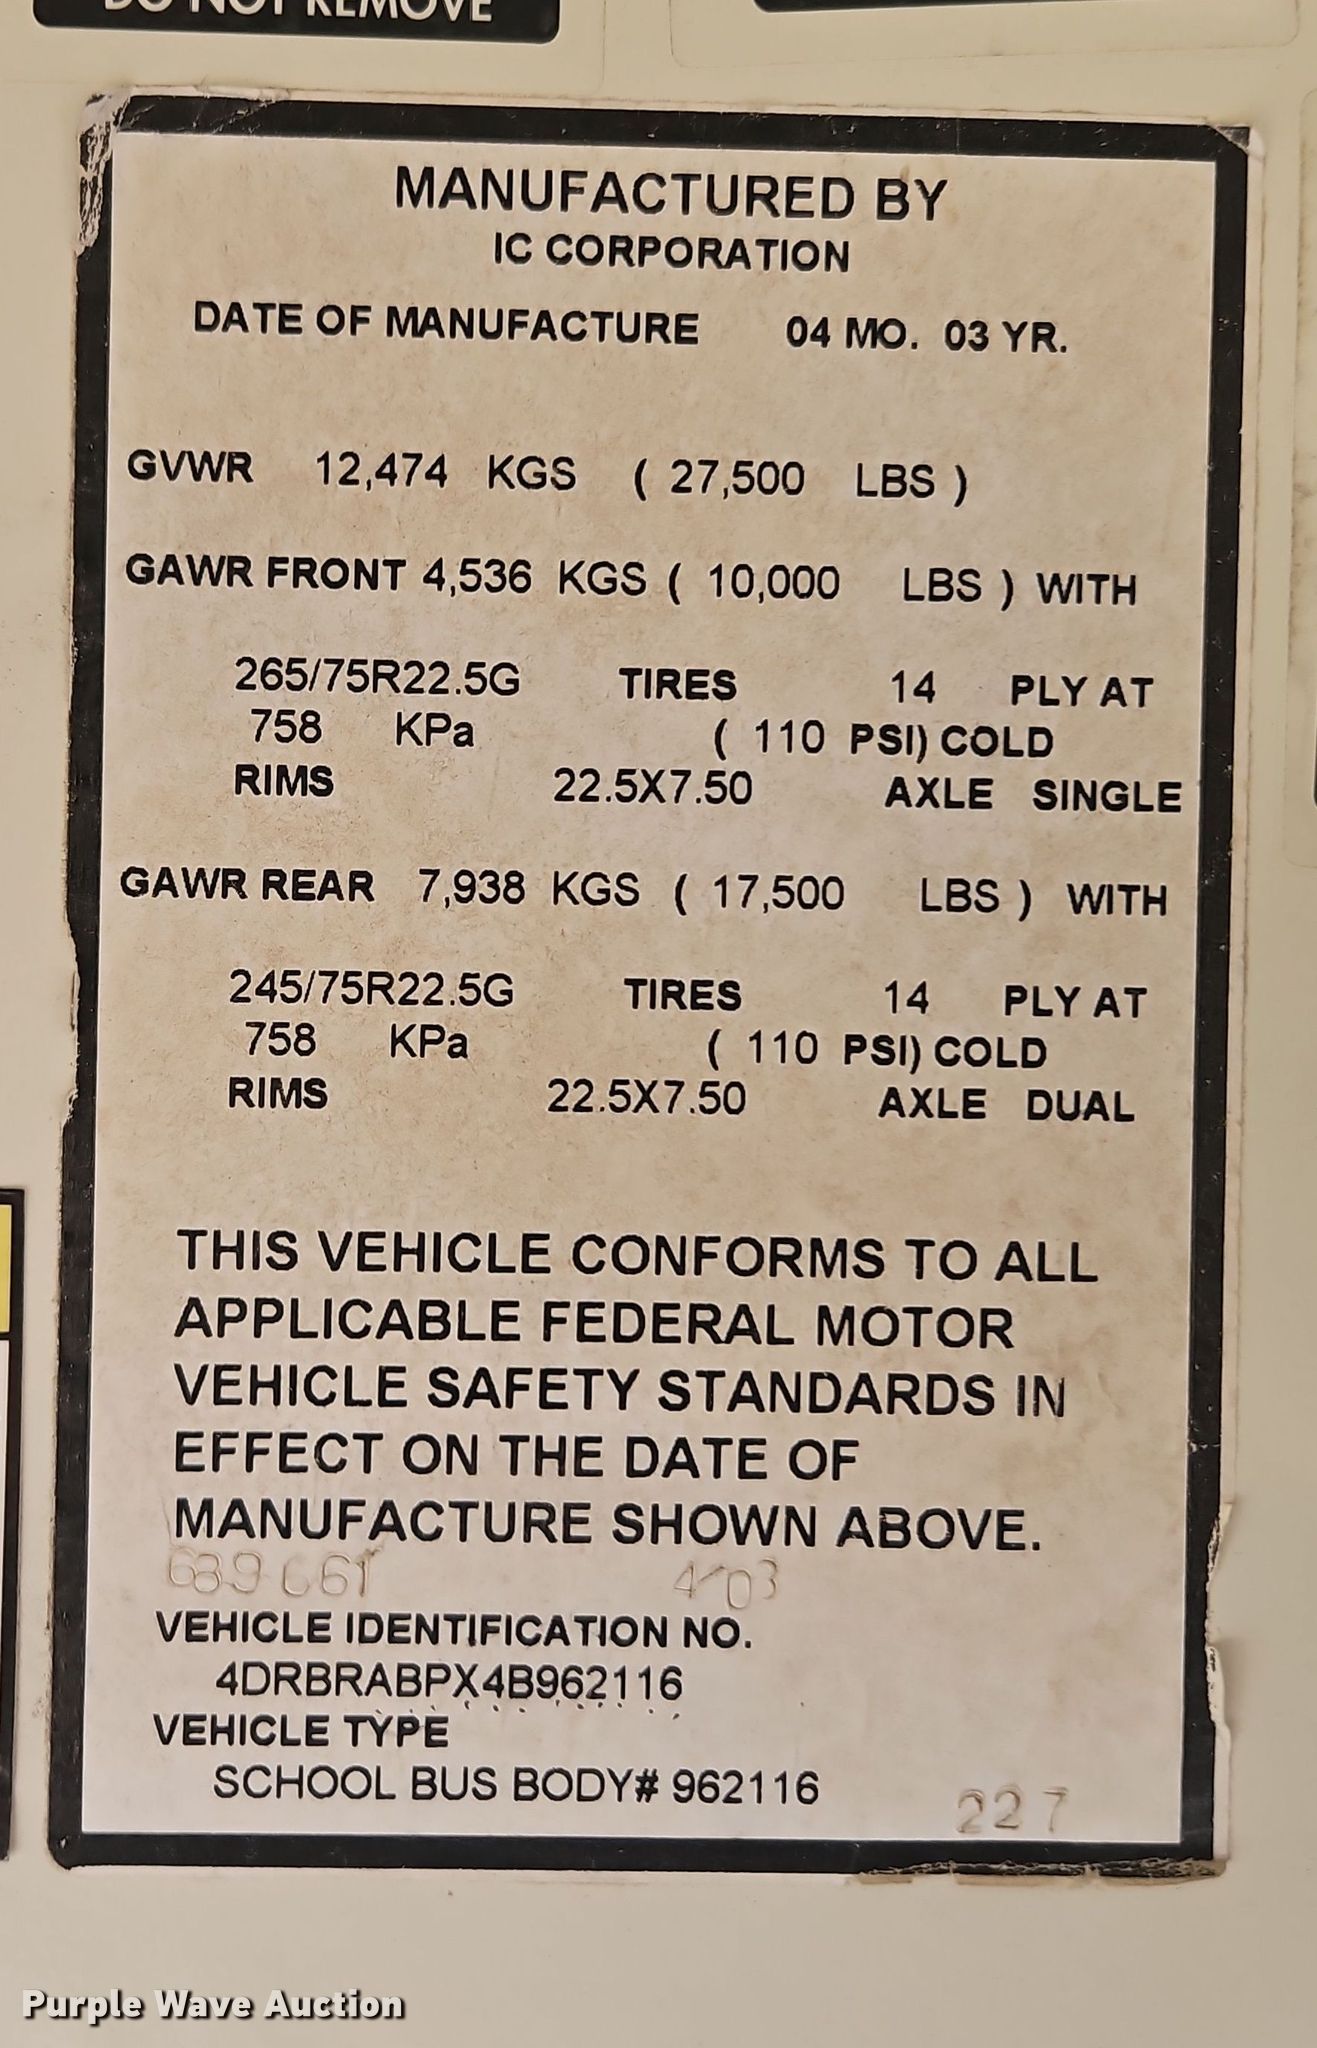 DO NOT REMOVE
MANUFACTURED BY
IC CORPORATION
DATE OF MANUFACTURE 04 MO. 03 YR.
GVWR 12,474 KGS ( 27,500 LBS )
GAWR FRONT 4,536 KGS ( 10,000 LBS ) WITH
265/75R22.5G TIRES 14 PLY AT
758 KPa ( 110 PSI) COLD
RIMS 22.5X7.50 AXLE SINGLE
GAWR REAR 7,938 KGS ( 17,500 LBS ) WITH
245/75R22.5G TIRES 14 PLY AT
758 KPa ( 110 PSI) COLD
RIMS 22.5X7.50 AXLE DUAL
THIS VEHICLE CONFORMS TO ALL
APPLICABLE FEDERAL MOTOR
VEHICLE SAFETY STANDARDS IN
EFFECT ON THE DATE OF
MANUFACTURE SHOWN ABOVE.
4-03
VEHICLE IDENTIFICATION NO.
4DRBRABPX4B962116
VEHICLE TYPE
SCHOOL BUS BODY# 962116
227
Purple Wave Auction